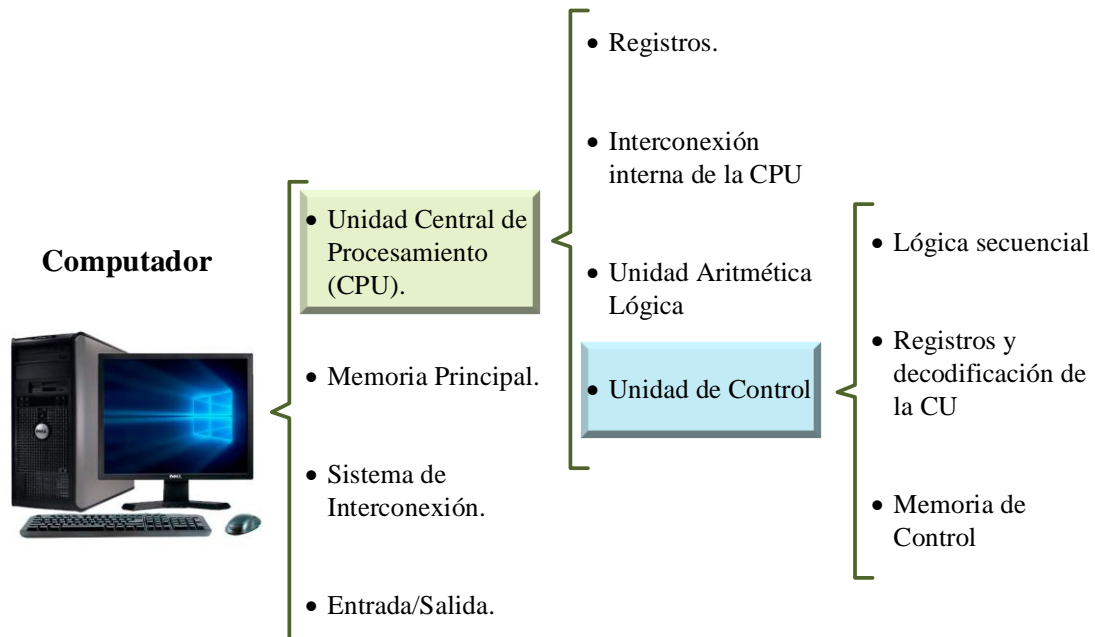 Computador
• Unidad Central de
Procesamiento
(CPU).
• Memoria Principal.
• Sistema de
Interconexión.
• Entrada/Salida.
• Registros.
• Interconexión
interna de la CPU
• Unidad Aritmética
Lógica
• Unidad de Control
• Lógica secuencial
• Registros y
decodificación de
la CU
• Memoria de
Control